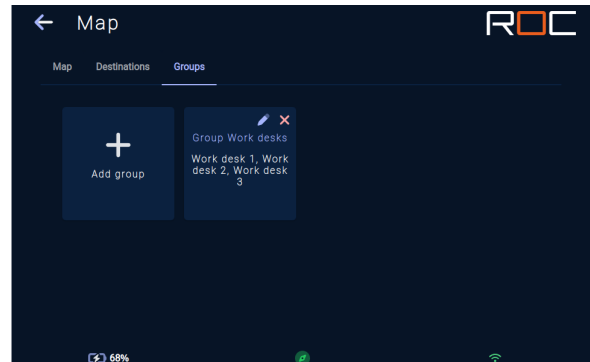 Map
ROC
Map Destinations Groups
Add group
Group Work desks
Work desk 1, Work
desk 2, Work desk
3
68%